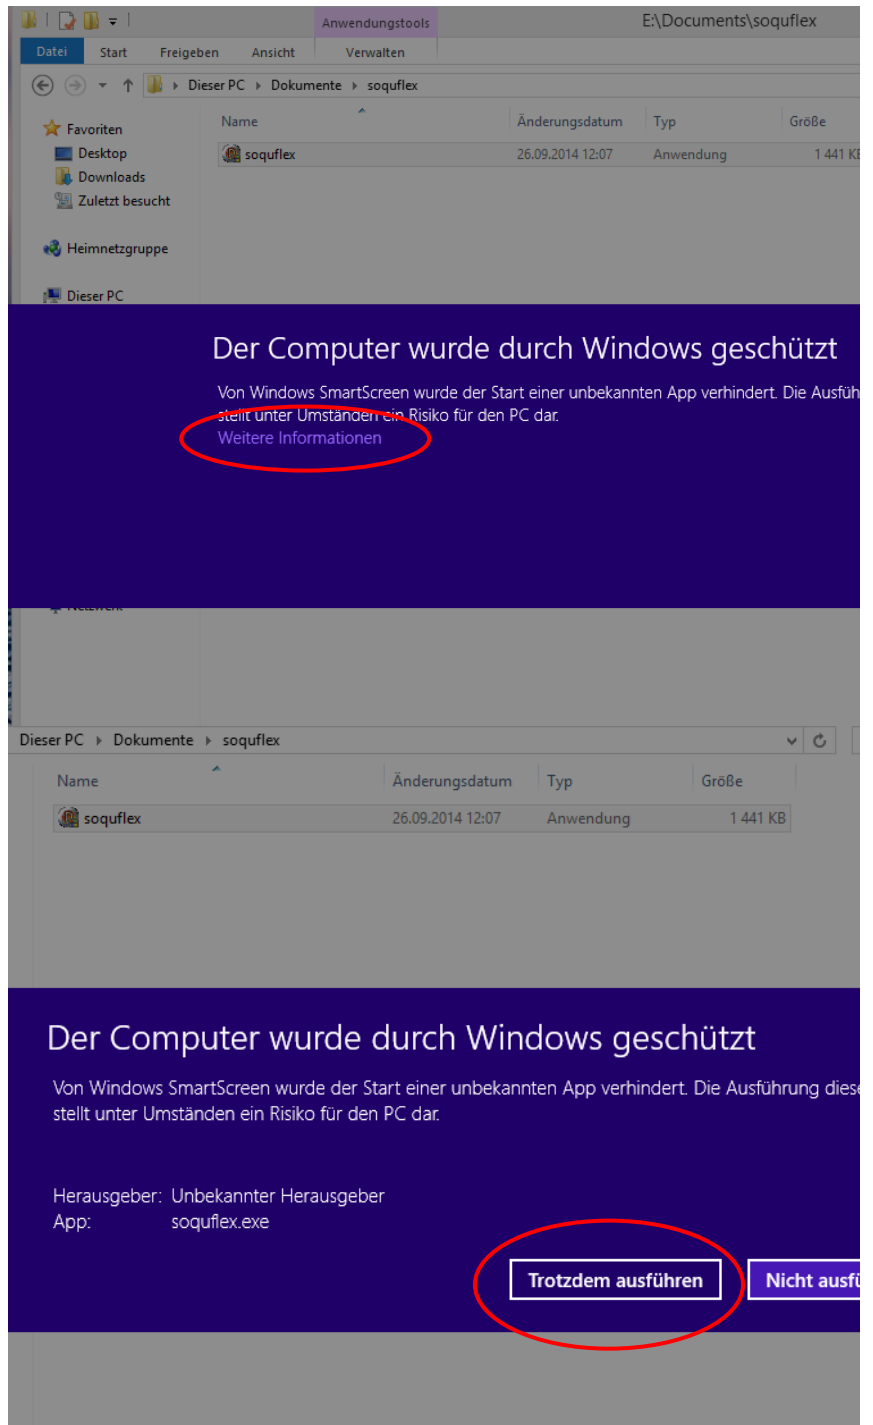 Anwendungstools
E:\Documents\soquflex
Datei Start Freigeben Ansicht Verwalten
Dieser PC Dokumente soquflex
Name Änderungsdatum Typ Größe
Favoriten
Desktop
soquflex 26.09.2014 12:07 Anwendung 1 441 KB
Downloads
Zuletzt besucht
Heimnetzgruppe
Dieser PC
Der Computer wurde durch Windows geschützt
Von Windows SmartScreen wurde der Start einer unbekannten App verhindert. Die Ausfüh
stellt unter Umständen ein Risiko für den PC dar.
Weitere Informationen
Netzwerk
Dieser PC Dokumente soquflex
Name Änderungsdatum Typ Größe
soquflex 26.09.2014 12:07 Anwendung 1 441 KB
Der Computer wurde durch Windows geschützt
Von Windows SmartScreen wurde der Start einer unbekannten App verhindert. Die Ausführung diese
stellt unter Umständen ein Risiko für den PC dar.
Herausgeber: Unbekannter Herausgeber
App: soquflex.exe
Trotzdem ausführen
Nicht ausfü